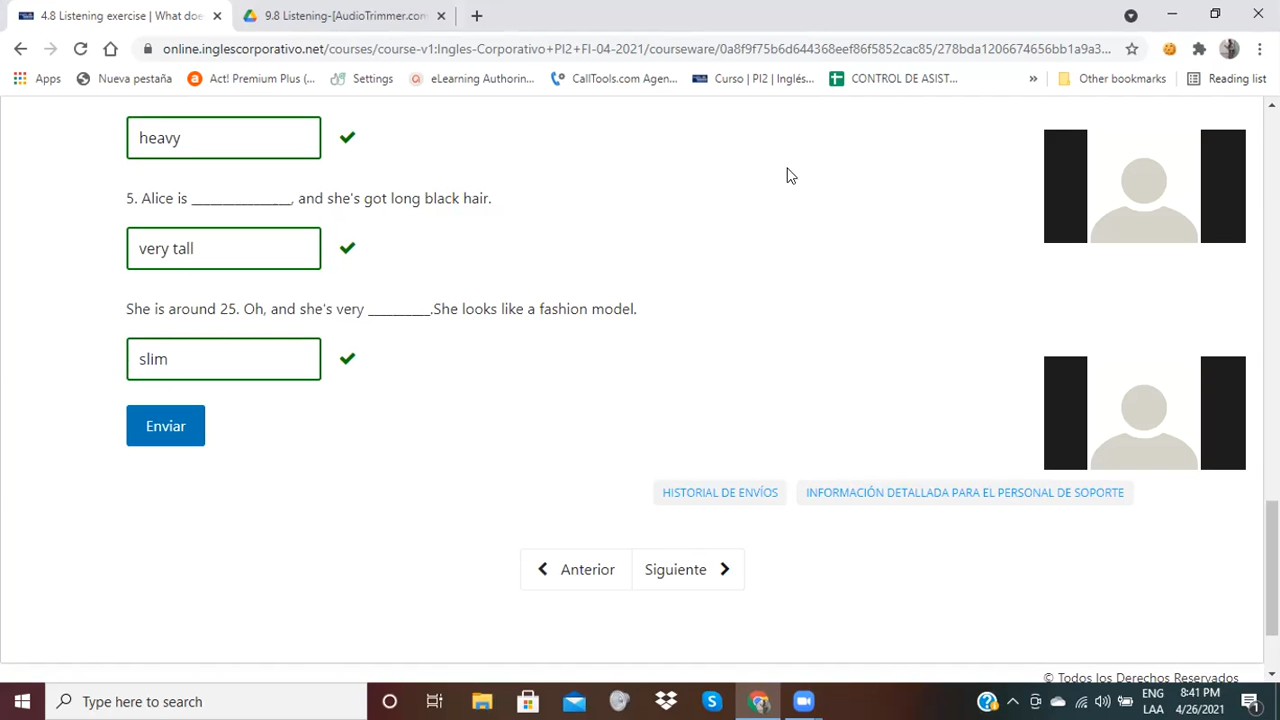 4.8 Listening exercise | What doe
9.8 Listening-[AudioTrimmer.com
online.inglescorporativo.net/courses/course-v1:Ingles-Corporativo+PI2+FI-04-2021/courseware/0a8f9f75b6d644368eef86f5852cac85/278bda1206674656bb1a9a3...
Apps
Nueva pestaña
Act! Premium Plus (...
Settings
eLearning Authorin...
CallTools.com Agen...
Curso | PI2 | Inglés...
CONTROL DE ASIST...
»
Other bookmarks
Reading list
heavy
5. Alice is ________________, and she's got long black hair.
very tall
She is around 25. Oh, and she's very __________.She looks like a fashion model.
slim
Enviar
HISTORIAL DE ENVÍOS
INFORMACIÓN DETALLADA PARA EL PERSONAL DE SOPORTE
Anterior
Siguiente
© Todos los Derechos Reservados
Type here to search
ENG
LAA
8:41 PM
4/26/2021
1